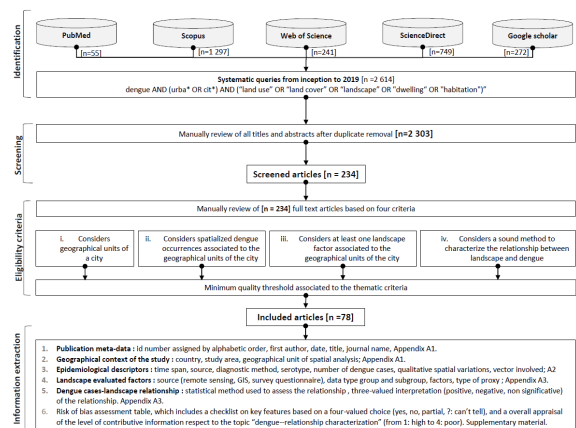 Identification
PubMed
Scopus
Web of Science
ScienceDirect
Google scholar
[n=55]
[n=1 297]
[n=241]
[n=749]
[n=272]
Systematic queries from inception to 2019 [n =2 614]
dengue AND (urba* OR cit*) AND ("land use" OR "land cover" OR "landscape" OR "dwelling" OR "habitation")"
Screening
Manually review of all titles and abstracts after duplicate removal [n=2 303]
Screened articles [n = 234]
Eligibility criteria
Manually review of [n = 234] full text articles based on four criteria
i. Considers geographical units of a city
ii. Considers spatialized dengue occurrences associated to the geographical units of the city
iii. Considers at least one landscape factor associated to the geographical units of the city
iv. Considers a sound method to characterize the relationship between landscape and dengue
Minimum quality threshold associated to the thematic criteria
Included articles [n =78]
Information extraction
1. Publication meta-data : id number assigned by alphabetic order, first author, date, title, journal name, Appendix A1.
2. Geographical context of the study : country, study area, geographical unit of spatial analysis; Appendix A1.
3. Epidemiological descriptors : time span, source, diagnostic method, serotype, number of dengue cases, qualitative spatial variations, vector involved; A2
4. Landscape evaluated factors : source (remote sensing, GIS, survey questionnaire), data type group and subgroup, factors, type of proxy ; Appendix A3.
5. Dengue cases-landscape relationship : statistical method used to assess the relationship , three-valued interpretation (positive, negative, non significative)
of the relationship. Appendix A3.
6. Risk of bias assessment table, which includes a checklist on key features based on a four-valued choice (yes, no, partial, ?: can't tell), and a overall appraisal
of the level of contributive information respect to the topic "dengue--relationship characterization" (from 1: high to 4: poor). Supplementary material.